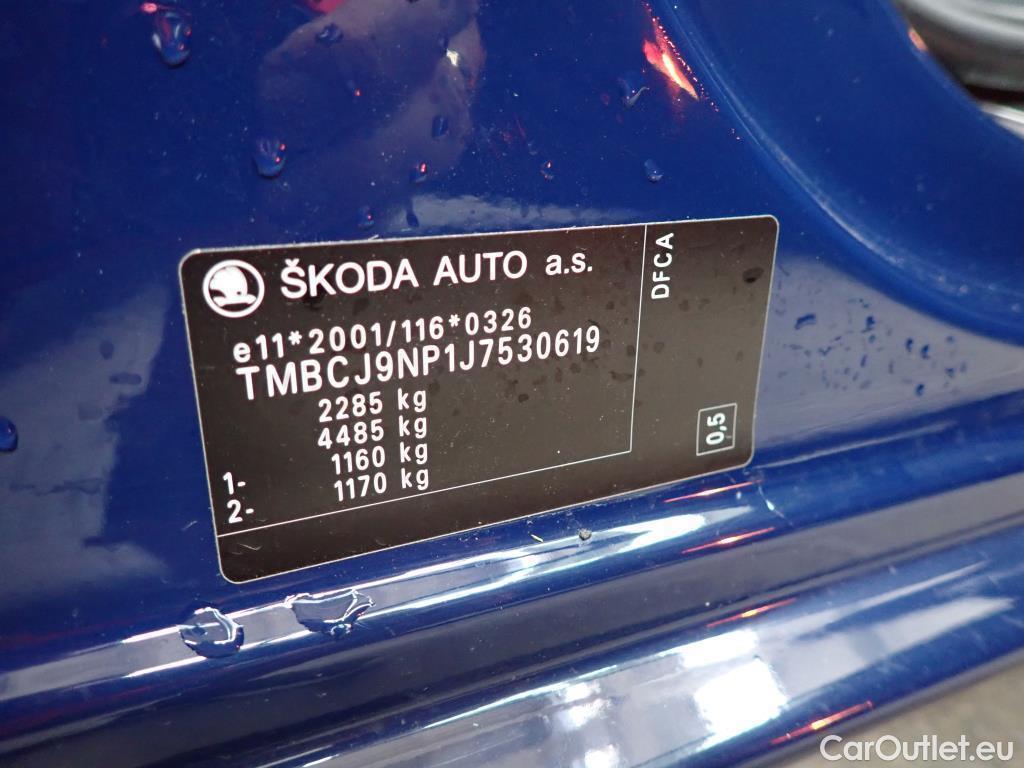 ŠKODA AUTO a.s.
e11*2001/116*0326
TMBCJ9NP1J7530619
2285 kg
4485 kg
1- 1160 kg
2- 1170 kg
DFCA
0,5
CarOutlet.eu